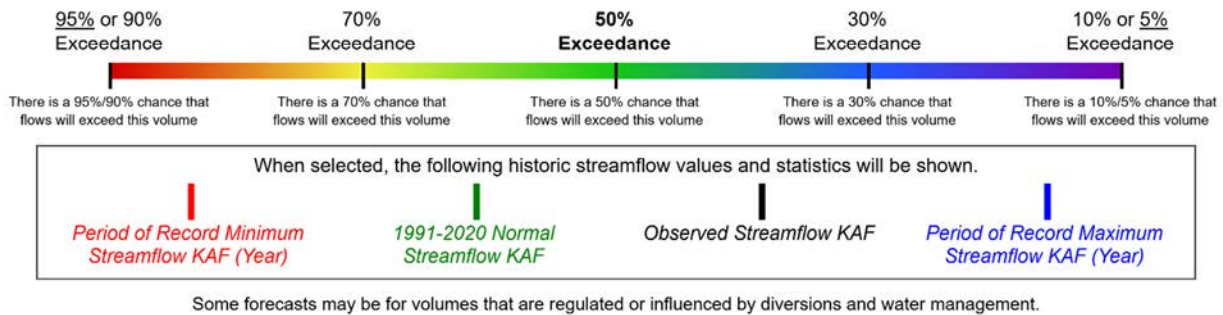 95% or 90%
Exceedance
70%
Exceedance
50%
Exceedance
30%
Exceedance
10% or 5%
Exceedance
There is a 95%/90% chance that
flows will exceed this volume
There is a 70% chance that
flows will exceed this volume
There is a 50% chance that
flows will exceed this volume
There is a 30% chance that
flows will exceed this volume
There is a 10%/5% chance that
flows will exceed this volume
When selected, the following historic streamflow values and statistics will be shown.
Period of Record Minimum
Streamflow KAF (Year)
1991-2020 Normal
Streamflow KAF
Observed Streamflow KAF
Period of Record Maximum
Streamflow KAF (Year)
Some forecasts may be for volumes that are regulated or influenced by diversions and water management.